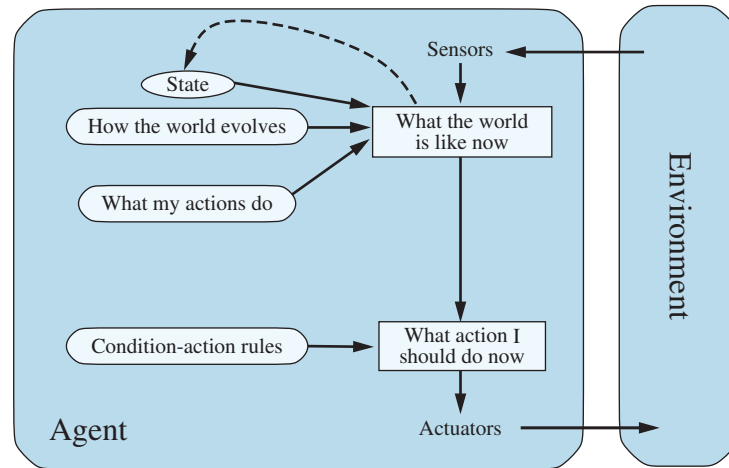 Sensors
State
How the world evolves
What the world
is like now
What my actions do
Condition-action rules
What action I
should do now
Agent
Actuators
Environment